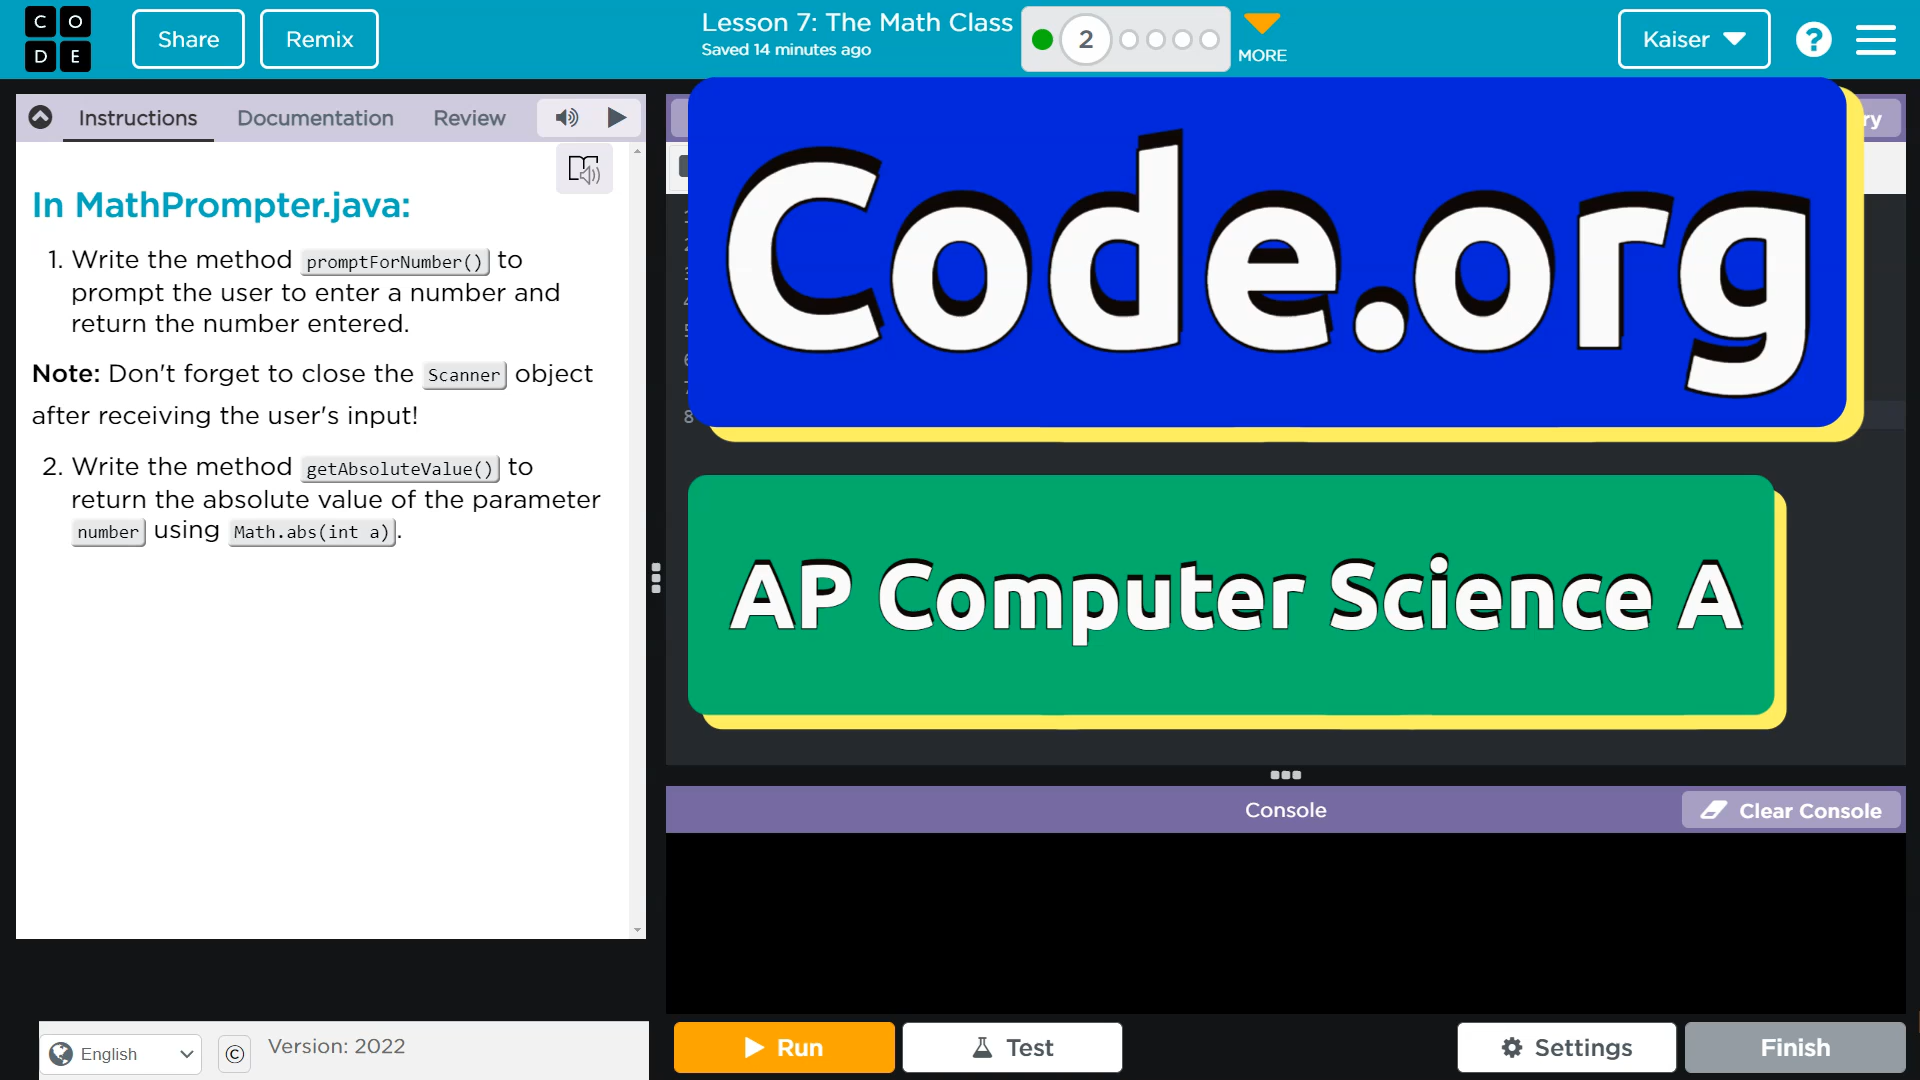 CODE
Share
Remix
Lesson 7: The Math Class
Saved 14 minutes ago
2
MORE
Kaiser
?
Instructions
Documentation
Review
In MathPrompter.java:
1. Write the method promptForNumber() to
prompt the user to enter a number and
return the number entered.
Note: Don't forget to close the Scanner object
after receiving the user's input!
2. Write the method getAbsoluteValue() to
return the absolute value of the parameter
number using Math.abs(int a).
ry
8
Code.org
AP Computer Science A
Console
Clear Console
English
©
Version: 2022
Run
Test
Settings
Finish